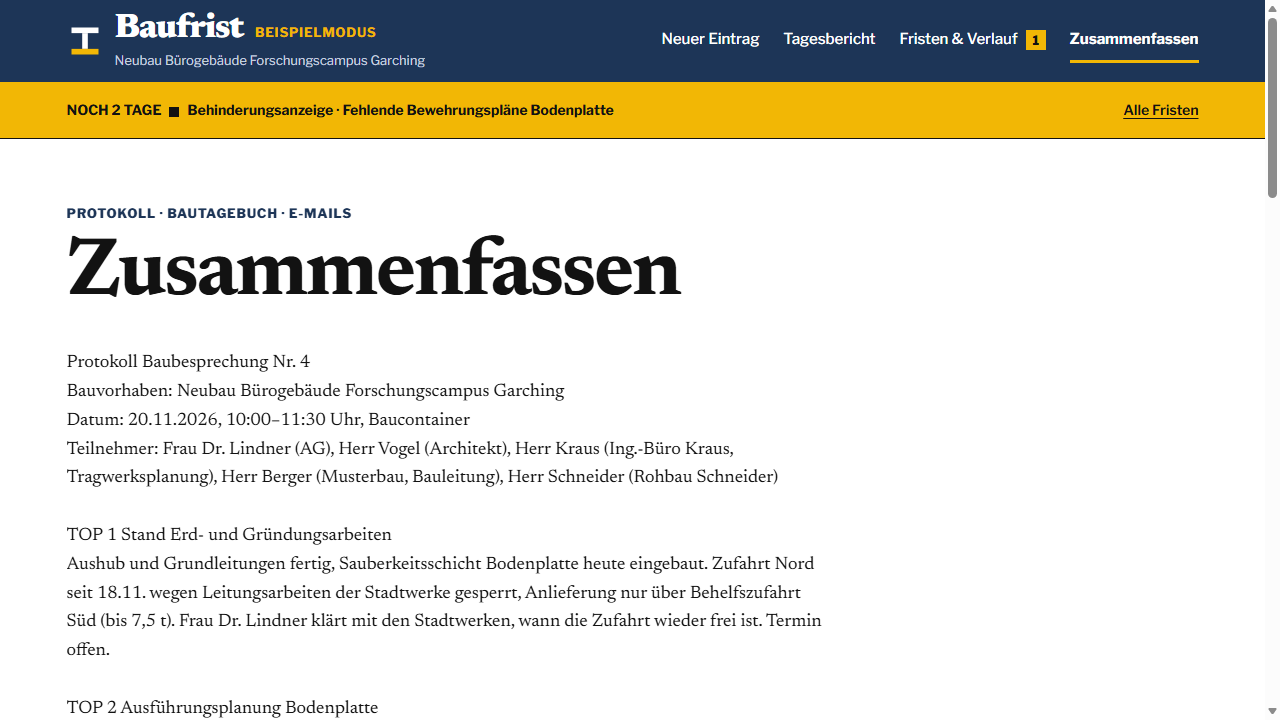 Baufrist BEISPIELMODUS
Neubau Bürogebäude Forschungscampus Garching
Neuer Eintrag
Tagesbericht
Fristen & Verlauf 1
Zusammenfassen
NOCH 2 TAGE ■ Behinderungsanzeige · Fehlende Bewehrungspläne Bodenplatte
Alle Fristen
PROTOKOLL · BAUTAGEBUCH · E-MAILS
Zusammenfassen
Protokoll Baubesprechung Nr. 4
Bauvorhaben: Neubau Bürogebäude Forschungscampus Garching
Datum: 20.11.2026, 10:00–11:30 Uhr, Baucontainer
Teilnehmer: Frau Dr. Lindner (AG), Herr Vogel (Architekt), Herr Kraus (Ing.-Büro Kraus,
Tragwerksplanung), Herr Berger (Musterbau, Bauleitung), Herr Schneider (Rohbau Schneider)
TOP 1 Stand Erd- und Gründungsarbeiten
Aushub und Grundleitungen fertig, Sauberkeitsschicht Bodenplatte heute eingebaut. Zufahrt Nord
seit 18.11. wegen Leitungsarbeiten der Stadtwerke gesperrt, Anlieferung nur über Behelfszufahrt
Süd (bis 7,5 t). Frau Dr. Lindner klärt mit den Stadtwerken, wann die Zufahrt wieder frei ist. Termin
offen.
TOP 2 Ausführungsplanung Bodenplatte